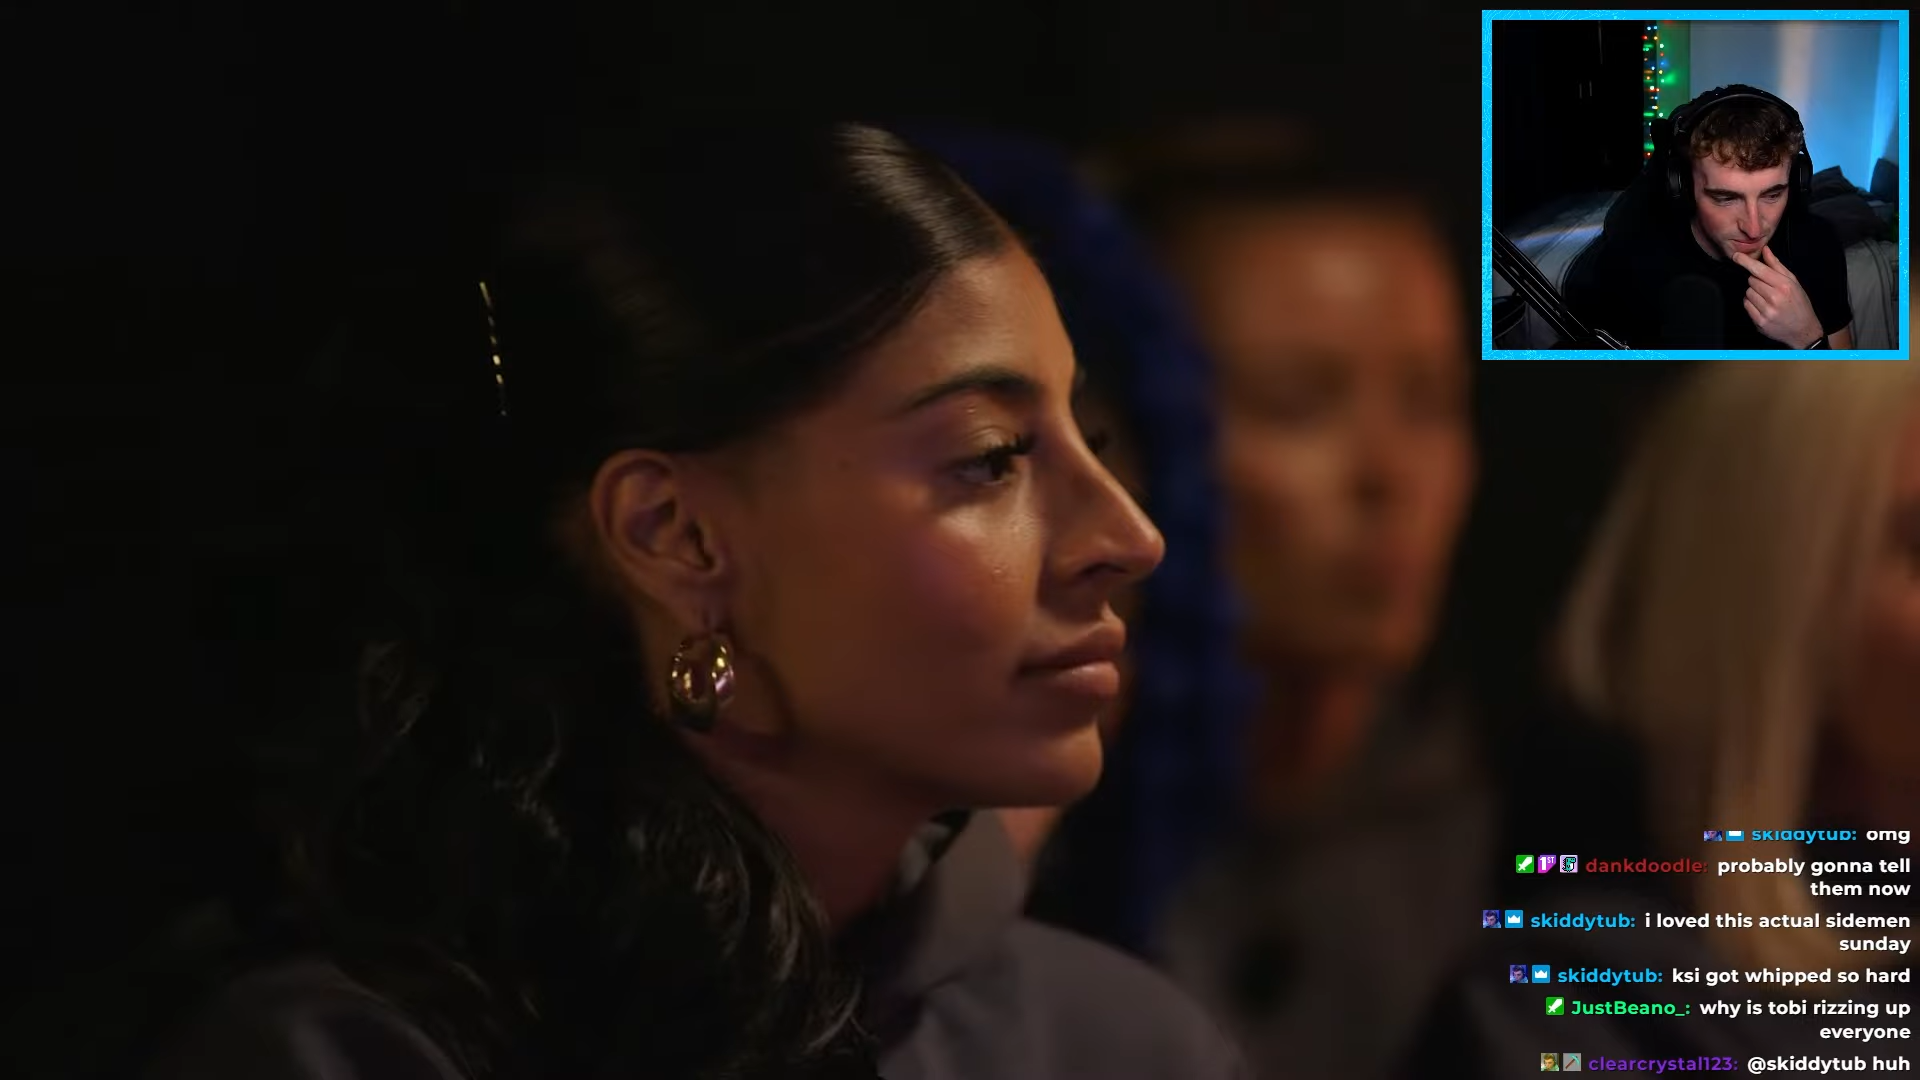 skiddytub: omg
dankdoodle: probably gonna tell
them now
skiddytub: i loved this actual sidemen
sunday
skiddytub: ksi got whipped so hard
JustBeano_: why is tobi rizzing up
everyone
clearcrystal123: @skiddytub huh